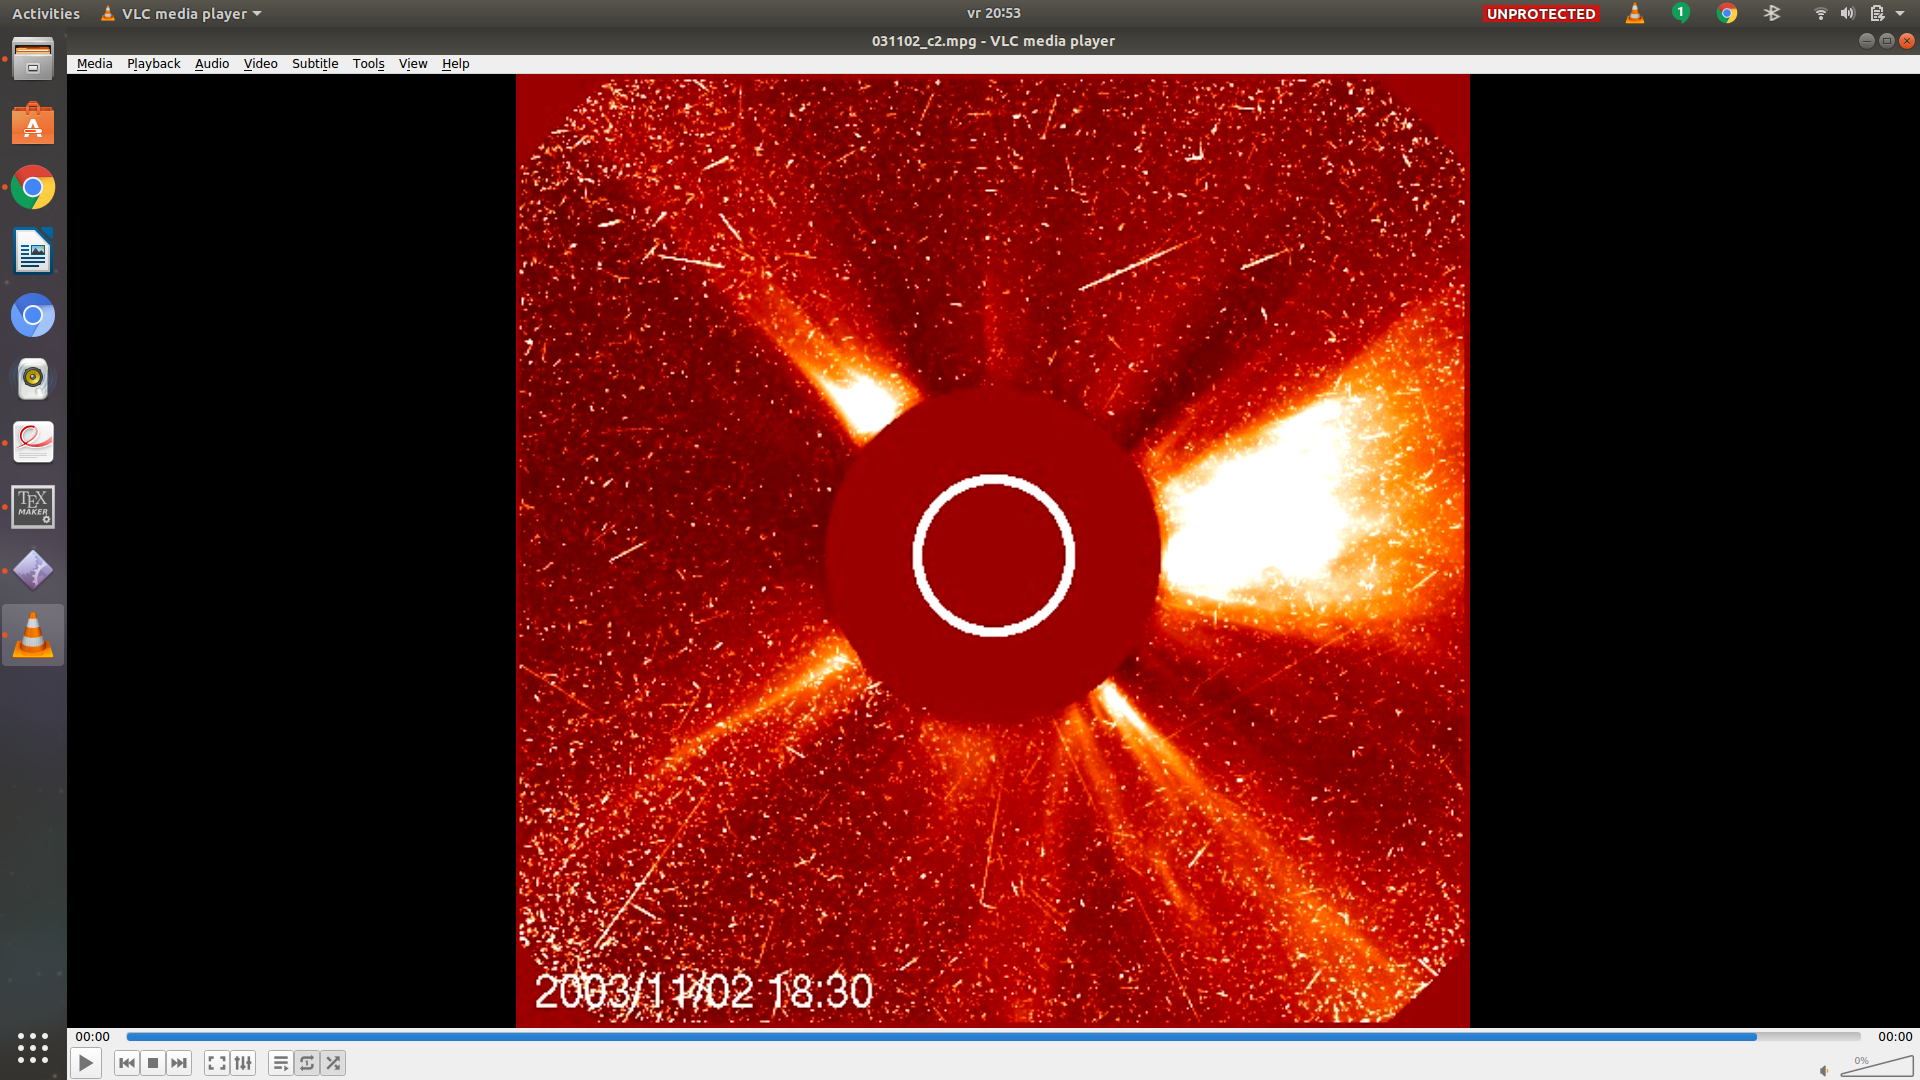 Activities VLC media player vr 20:53 UNPROTECTED 1
031102_c2.mpg - VLC media player
Media Playback Audio Video Subtitle Tools View Help
A
TEX
MAKER
2003/11/02 18:30
00:00 00:00
0%